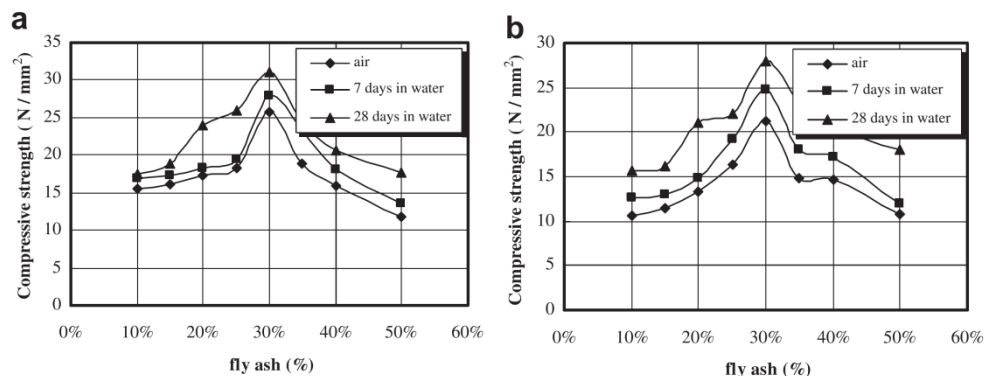 a
Compressive strength ( N / mm²)
35
30
25
20
15
10
5
0
0% 10% 20% 30% 40% 50% 60%
fly ash (%)
air
7 days in water
28 days in water
b
Compressive strength ( N / mm²)
30
25
20
15
10
5
0
0% 10% 20% 30% 40% 50% 60%
fly ash (%)
air
7 days in water
28 days in water